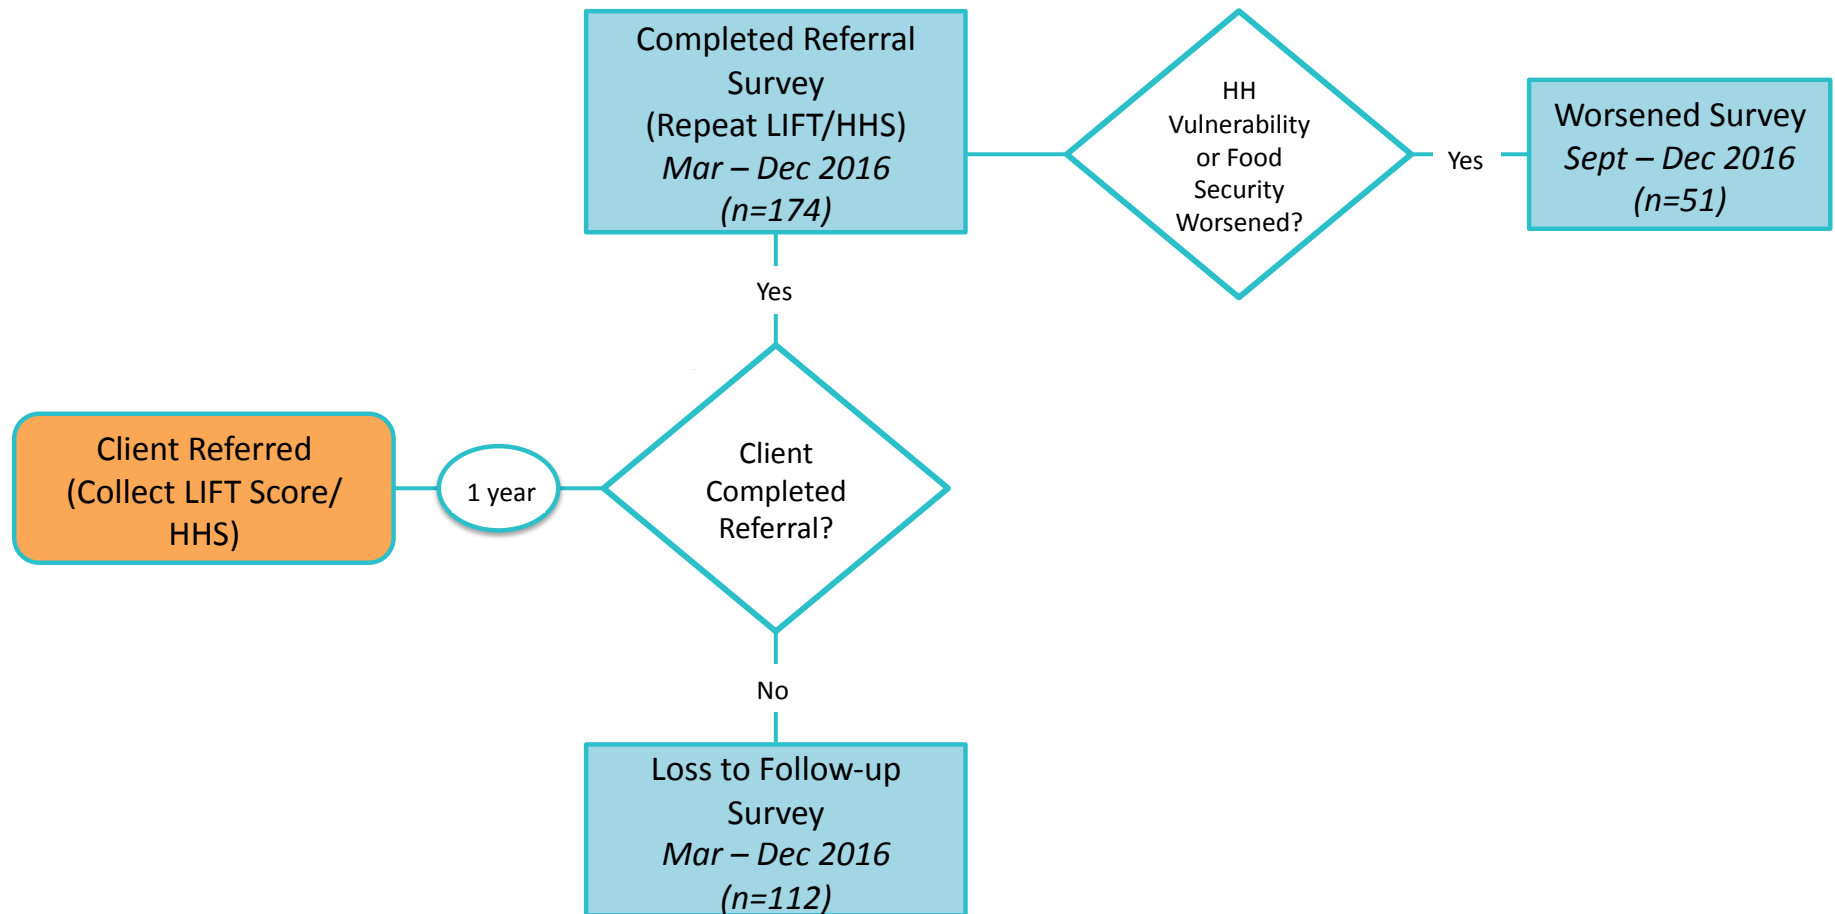 Completed Referral
Survey
(Repeat LIFT/HHS)
Mar – Dec 2016
(n=174)
HH
Vulnerability
or Food
Security
Worsened?
Yes
Worsened Survey
Sept – Dec 2016
(n=51)
Yes
Client Referred
(Collect LIFT Score/
HHS)
1 year
Client
Completed
Referral?
No
Loss to Follow-up
Survey
Mar – Dec 2016
(n=112)